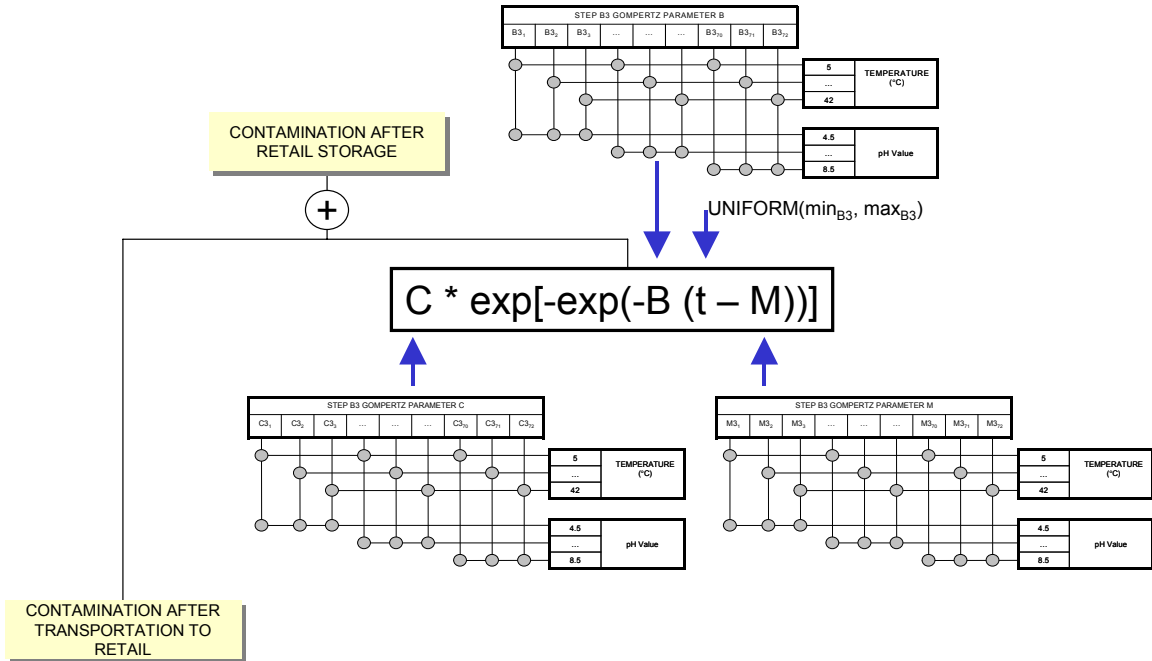 STEP B3 GOMPERTZ PARAMETER B
B3₁ B3₂ B3₃ ... ... ... B3₇₀ B3₇₁ B3₇₂
5
...
42
TEMPERATURE
(°C)
4.5
...
8.5
pH Value
CONTAMINATION AFTER
RETAIL STORAGE
+
UNIFORM(min_B3, max_B3)
C * exp[-exp(-B (t – M))]
STEP B3 GOMPERTZ PARAMETER C
C3₁ C3₂ C3₃ ... ... ... C3₇₀ C3₇₁ C3₇₂
5
...
42
TEMPERATURE
(°C)
4.5
...
8.5
pH Value
STEP B3 GOMPERTZ PARAMETER M
M3₁ M3₂ M3₃ ... ... ... M3₇₀ M3₇₁ M3₇₂
5
...
42
TEMPERATURE
(°C)
4.5
...
8.5
pH Value
CONTAMINATION AFTER
TRANSPORTATION TO
RETAIL